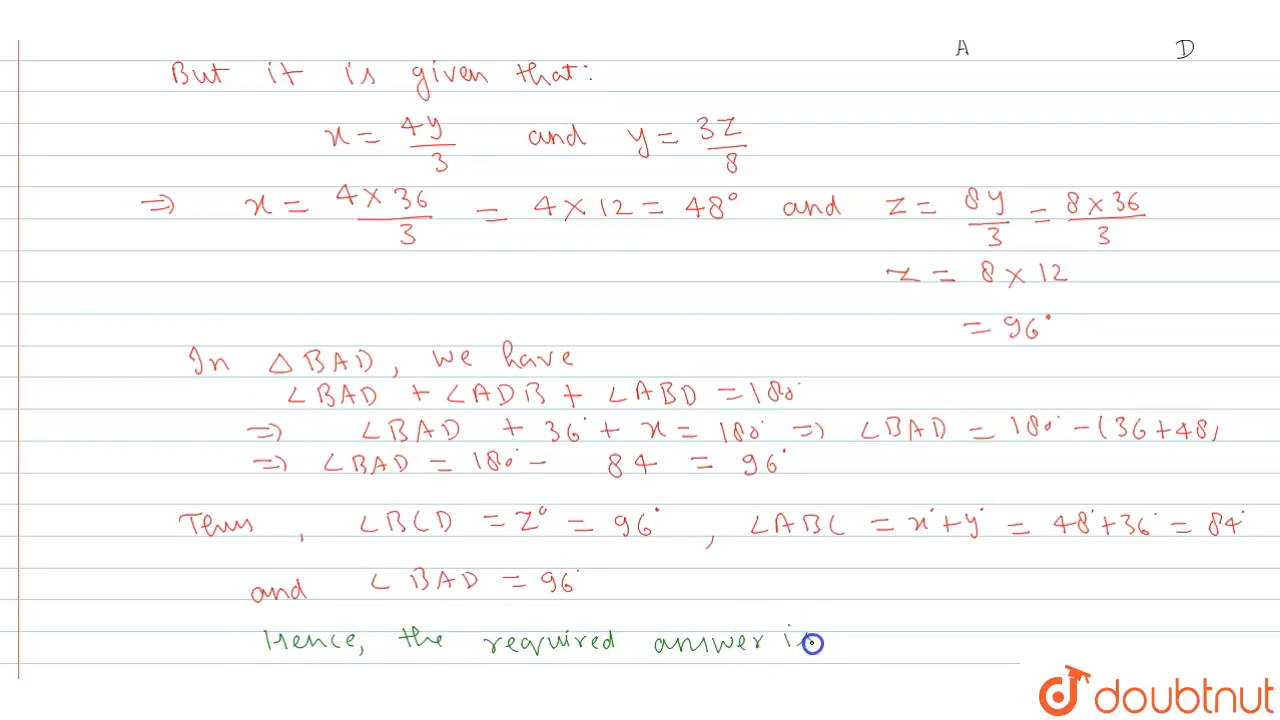 A D
But it is given that:
x = 4y/3 and y = 3z/8
⇒ x = 4×36/3 = 4×12 = 48° and z = 8y/3 = 8×36/3
z = 8×12
= 96°
In △BAD, we have
∠BAD + ∠ADB + ∠ABD = 180°
⇒ ∠BAD + 36° + x = 180° ⇒ ∠BAD = 180° - (36+48)
⇒ ∠BAD = 180° - 84 = 96°
Thus, ∠BCD = z° = 96°, ∠ABC = x° + y° = 48° + 36° = 84°
and ∠BAD = 96°
Hence, the required answer is
doubtnut